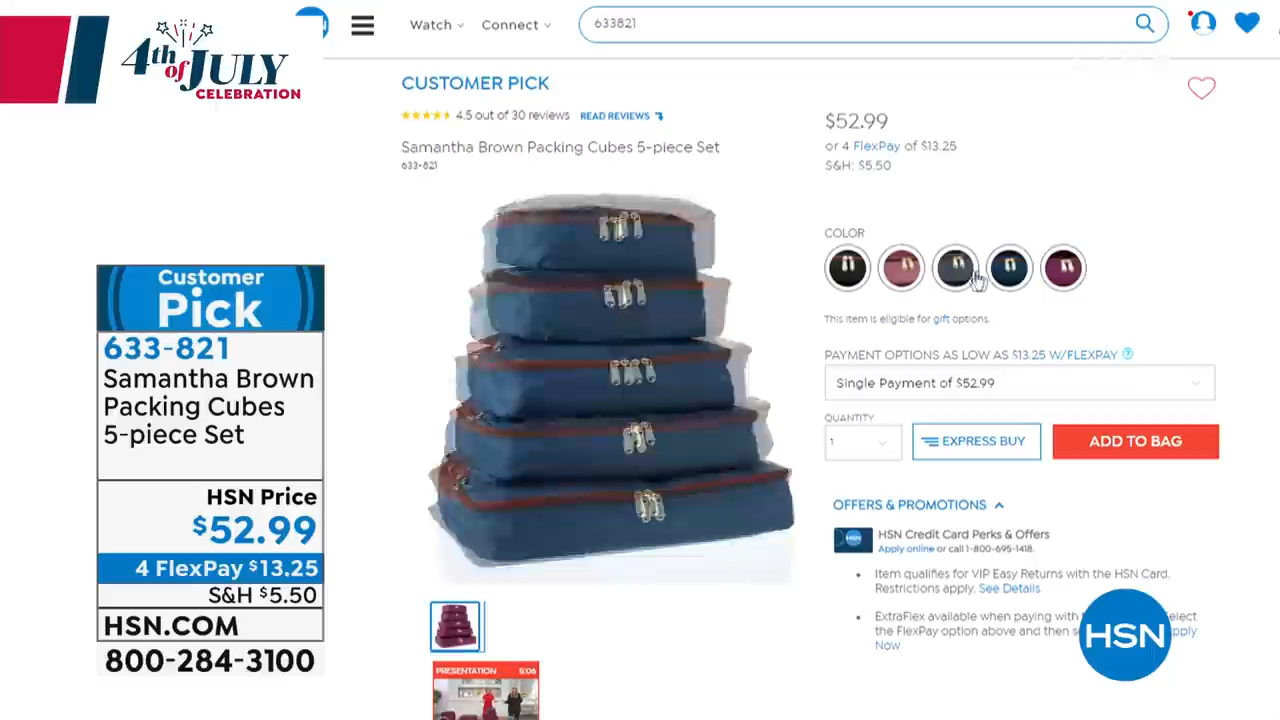 4th
of JULY
CELEBRATION
Watch
Connect
633821
CUSTOMER PICK
4.5 out of 30 reviews READ REVIEWS
Samantha Brown Packing Cubes 5-piece Set
633-821
$52.99
or 4 FlexPay of $13.25
S&H: $5.50
COLOR
This item is eligible for gift options.
PAYMENT OPTIONS AS LOW AS $13.25 W/FLEXPAY ?
Single Payment of $52.99
QUANTITY
1
EXPRESS BUY
ADD TO BAG
OFFERS & PROMOTIONS
HSN
HSN Credit Card Perks & Offers
Apply online or call 1-800-695-1418.
• Item qualifies for VIP Easy Returns with the HSN Card.
Restrictions apply. See Details
• ExtraFlex available when paying with
the FlexPay option above and then
Now
HSN
PRESENTATION 5:06
Customer
Pick
633-821
Samantha Brown
Packing Cubes
5-piece Set
HSN Price
$52.99
4 FlexPay $13.25
S&H $5.50
HSN.COM
800-284-3100